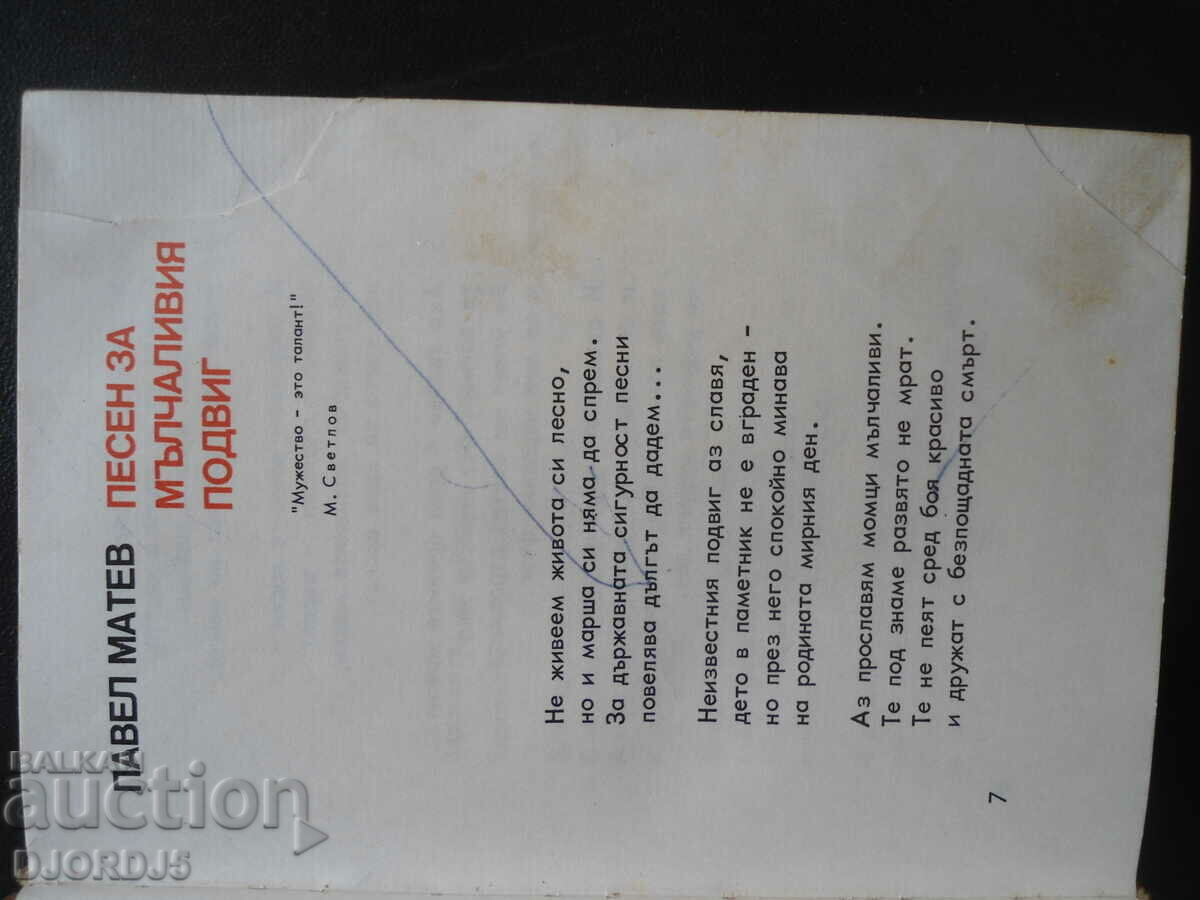 ПАВЕЛ МАТЕВ ПЕСЕН ЗА
МЪЛЧАЛИВИЯ
ПОДВИГ
"Мужество - это талант!"
М. Светлов
Не живеем живота си лесно,
но и марша си няма да спрем.
За държавната сигурност песни
повелява дългът да дадем...
Неизвестния подвиг аз славя,
дето в паметник не е вграден -
но през него спокойно минава
на родината мирния ден.
Аз прославям момци мълчаливи.
Те под знаме развято не мрат.
Те не пеят сред боя красиво
и дружат с безпощадната смърт.
7
BALKAN
auction
DJORDJ5